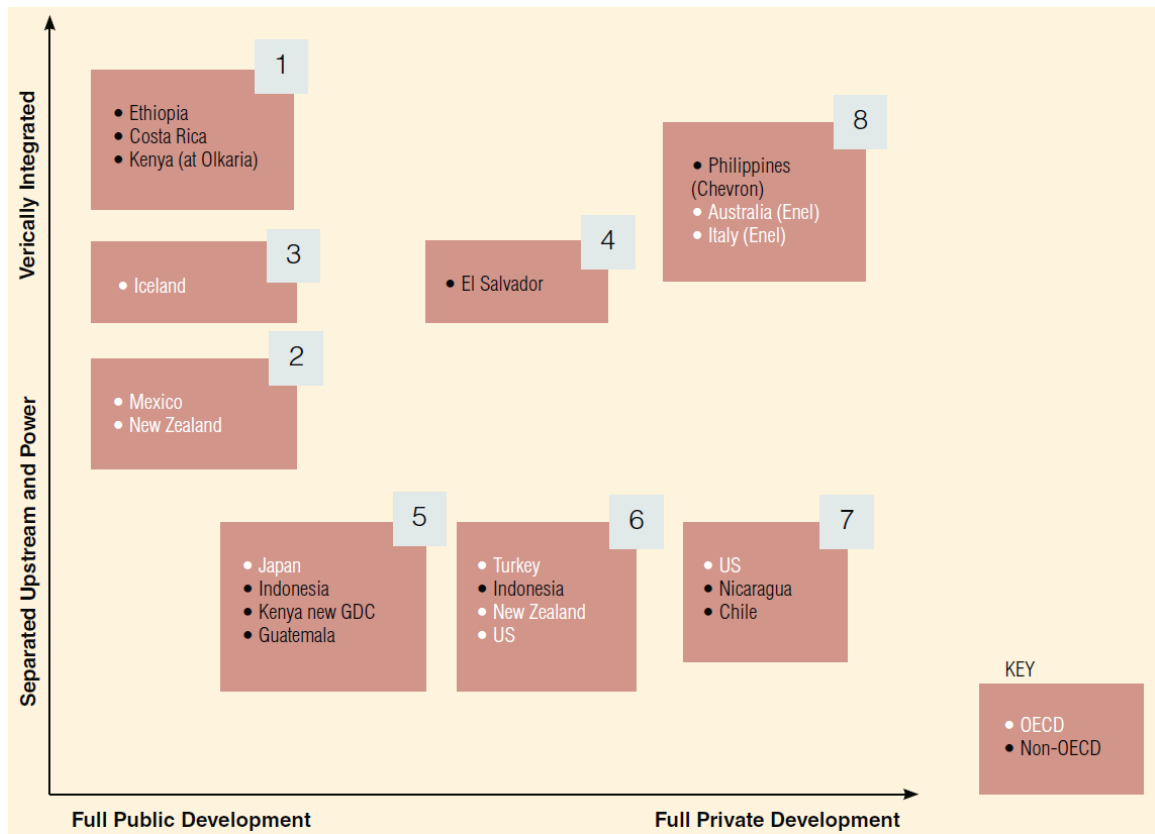 Verically Integrated
Separated Upstream and Power
1
• Ethiopia
• Costa Rica
• Kenya (at Olkaria)
8
• Philippines
(Chevron)
• Australia (Enel)
• Italy (Enel)
3
• Iceland
4
• El Salvador
2
• Mexico
• New Zealand
5
• Japan
• Indonesia
• Kenya new GDC
• Guatemala
6
• Turkey
• Indonesia
• New Zealand
• US
7
• US
• Nicaragua
• Chile
KEY
• OECD
• Non-OECD
Full Public Development
Full Private Development